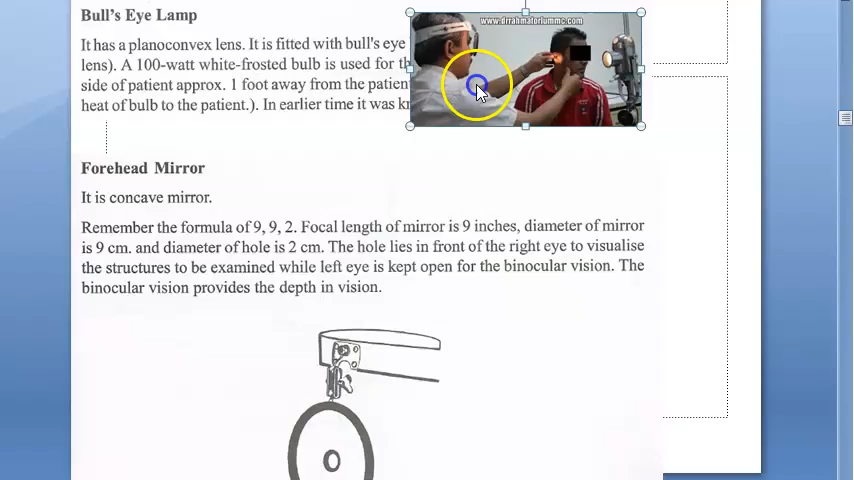 Bull's Eye Lamp
www.drrahmatorlummc.com
It has a planoconvex lens. It is fitted with bull's eye
lens). A 100-watt white-frosted bulb is used for th
side of patient approx. 1 foot away from the patien
heat of bulb to the patient.). In earlier time it was kn
Forehead Mirror
It is concave mirror.
Remember the formula of 9, 9, 2. Focal length of mirror is 9 inches, diameter of mirror
is 9 cm. and diameter of hole is 2 cm. The hole lies in front of the right eye to visualise
the structures to be examined while left eye is kept open for the binocular vision. The
binocular vision provides the depth in vision.